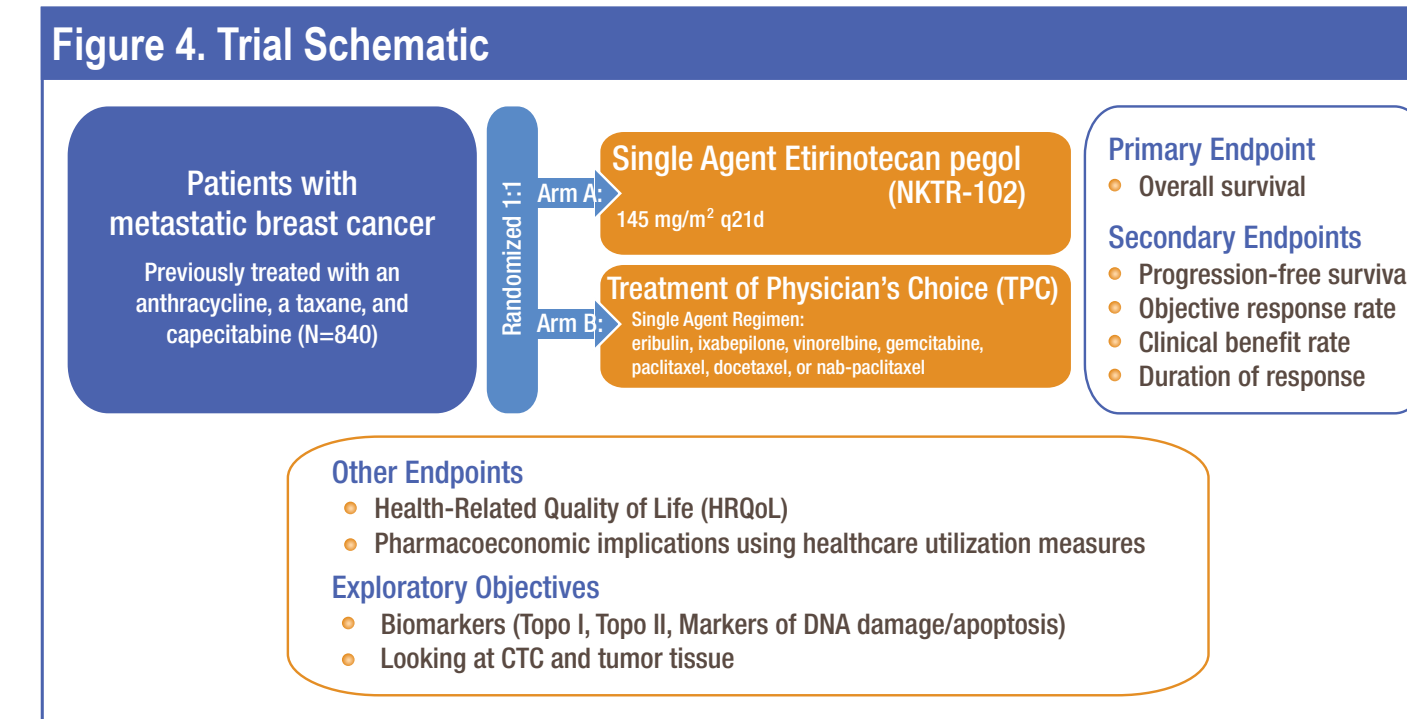 Figure 4. Trial Schematic
Patients with
metastatic breast cancer
Previously treated with an
anthracycline, a taxane, and
capecitabine (N=840)
Randomized 1:1
Arm A:
Single Agent Etirinotecan pegol
(NKTR-102)
145 mg/m² q21d
Arm B:
Treatment of Physician's Choice (TPC)
Single Agent Regimen:
eribulin, ixabepilone, vinorelbine, gemcitabine,
paclitaxel, docetaxel, or nab-paclitaxel
Primary Endpoint
Overall survival
Secondary Endpoints
Progression-free surviva
Objective response rate
Clinical benefit rate
Duration of response
Other Endpoints
Health-Related Quality of Life (HRQoL)
Pharmacoeconomic implications using healthcare utilization measures
Exploratory Objectives
Biomarkers (Topo I, Topo II, Markers of DNA damage/apoptosis)
Looking at CTC and tumor tissue